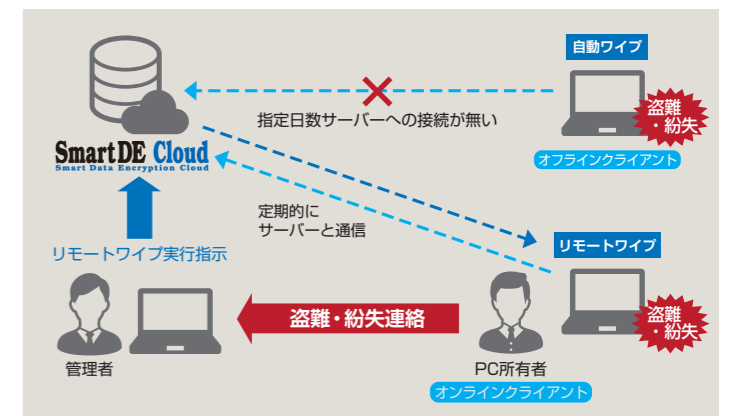 自動ワイプ
盗難
・紛失
指定日数サーバーへの接続が無い
オフラインクライアント
SmartDE Cloud
Smart Data Encryption Cloud
定期的に
サーバーと通信
リモートワイプ
リモートワイプ実行指示
盗難・紛失連絡
盗難
・紛失
管理者
PC所有者
オンラインクライアント